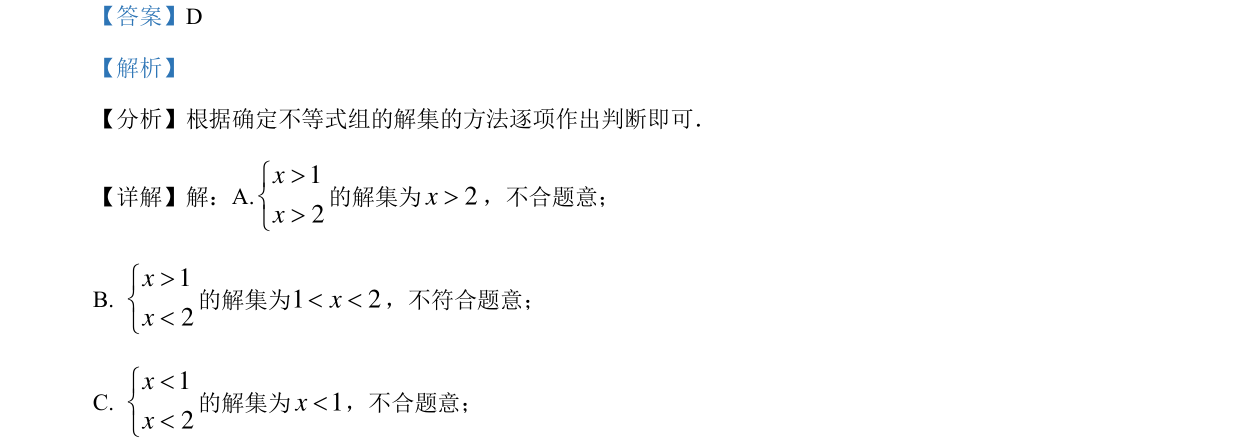 【答案】D
【解析】
【分析】根据确定不等式组的解集的方法逐项作出判断即可．
【详解】解：A.{x>1 x>2 的解集为x>2，不合题意；
B. {x>1 x<2 的解集为1<x<2，不符合题意；
C. {x<1 x<2 的解集为x<1，不合题意；